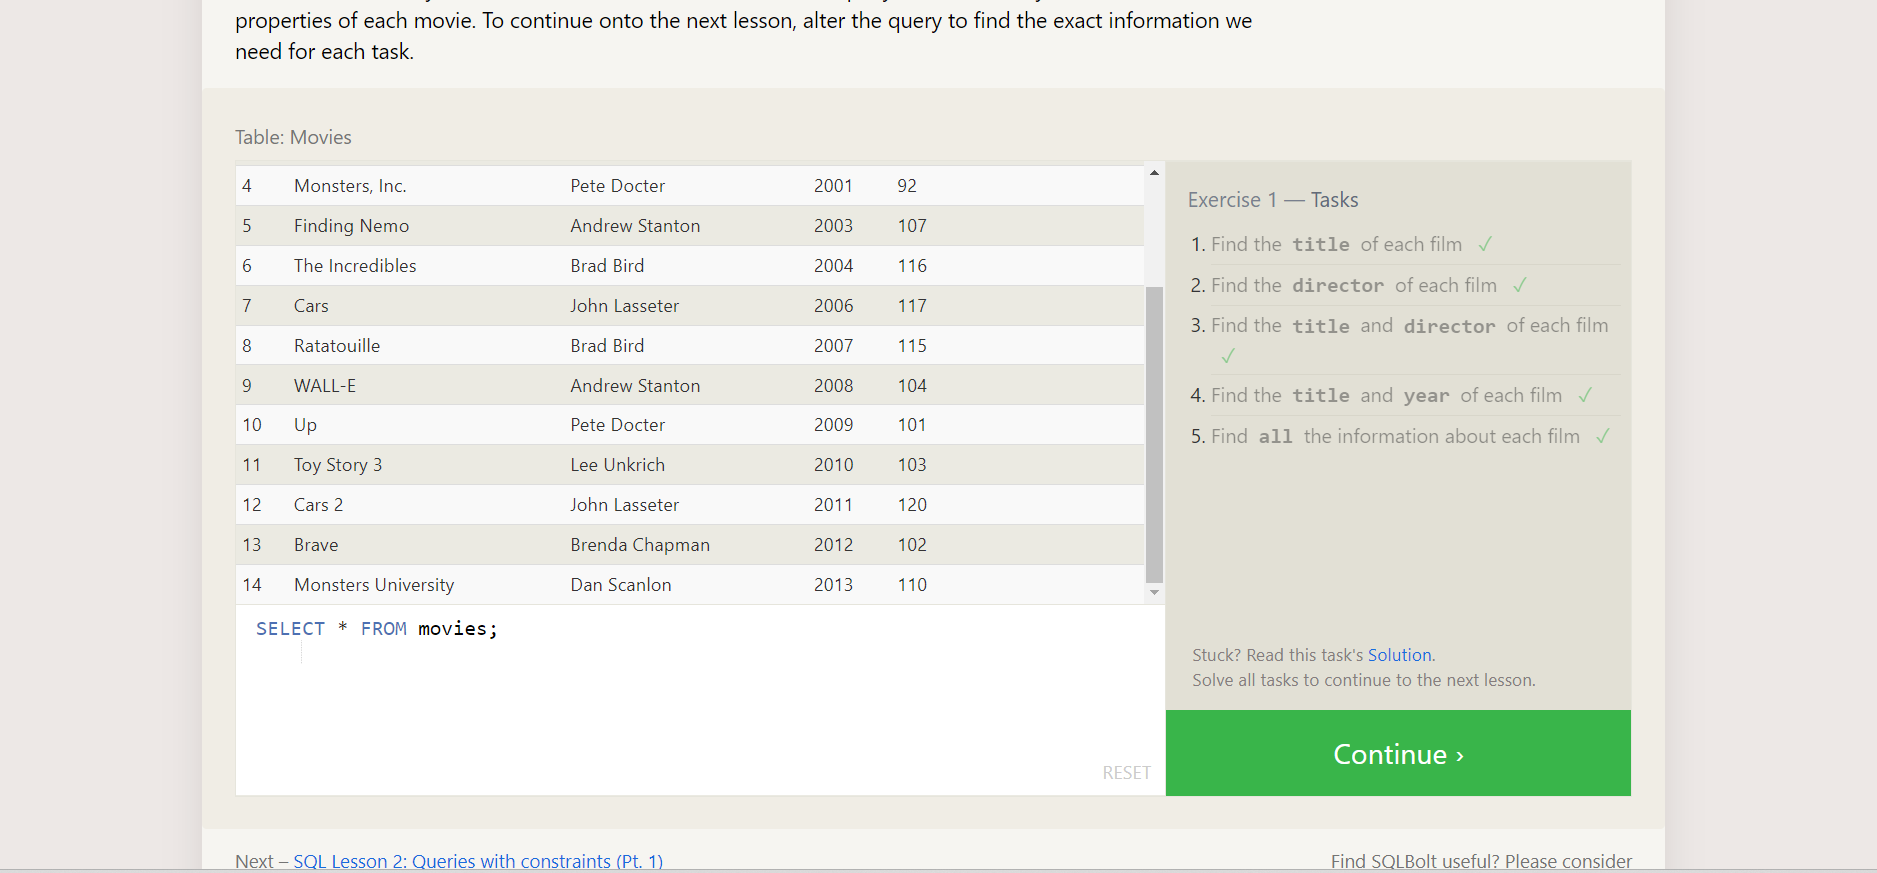 properties of each movie. To continue onto the next lesson, alter the query to find the exact information we
need for each task.
Table: Movies
4 Monsters, Inc. Pete Docter 2001 92
5 Finding Nemo Andrew Stanton 2003 107
6 The Incredibles Brad Bird 2004 116
7 Cars John Lasseter 2006 117
8 Ratatouille Brad Bird 2007 115
9 WALL-E Andrew Stanton 2008 104
10 Up Pete Docter 2009 101
11 Toy Story 3 Lee Unkrich 2010 103
12 Cars 2 John Lasseter 2011 120
13 Brave Brenda Chapman 2012 102
14 Monsters University Dan Scanlon 2013 110
SELECT * FROM movies;
RESET
Exercise 1 — Tasks
1. Find the title of each film ✓
2. Find the director of each film ✓
3. Find the title and director of each film
✓
4. Find the title and year of each film ✓
5. Find all the information about each film ✓
Stuck? Read this task's Solution.
Solve all tasks to continue to the next lesson.
Continue ›
Next – SQL Lesson 2: Queries with constraints (Pt. 1)
Find SQLBolt useful? Please consider